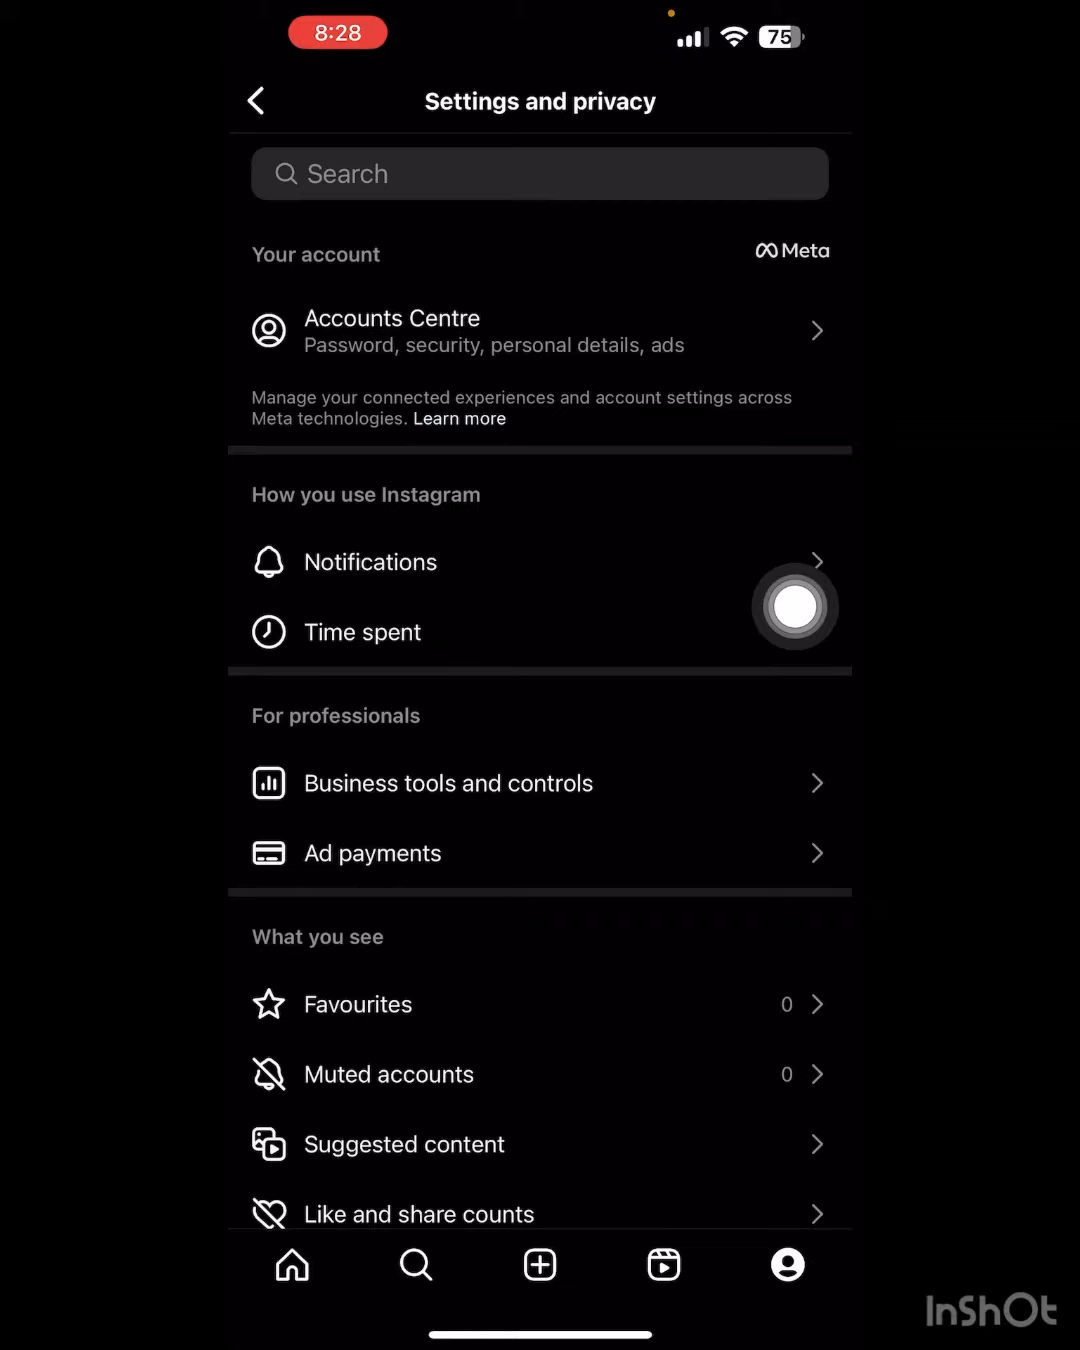 8:28
75
Settings and privacy
Search
Your account
Meta
Accounts Centre
Password, security, personal details, ads
Manage your connected experiences and account settings across
Meta technologies. Learn more
How you use Instagram
Notifications
Time spent
For professionals
Business tools and controls
Ad payments
What you see
Favourites 0
Muted accounts 0
Suggested content
Like and share counts
InShOt